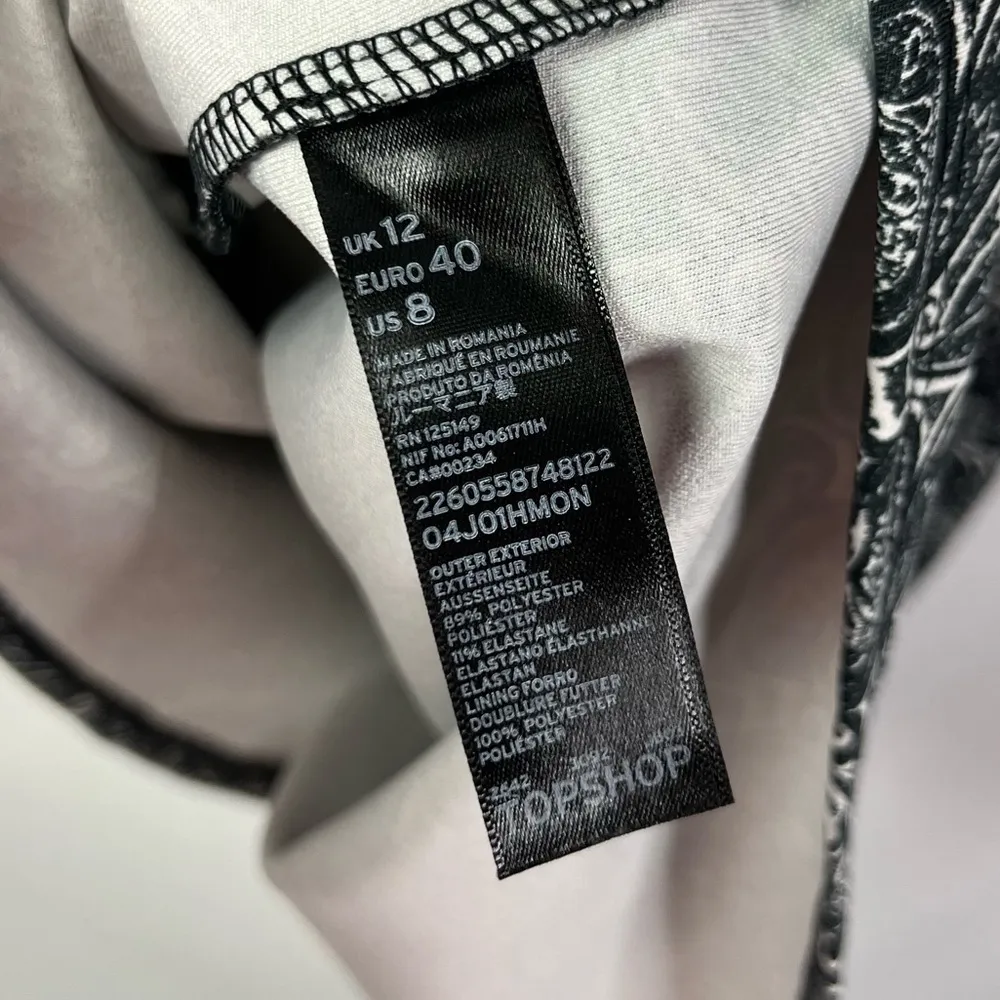 UK 12
EURO 40
US 8
MADE IN ROMANIA
FABRIQUÉ EN ROUMANIE
PRODUTO DA ROMÉNIA
ルーマニア製
RN 125149
NIF No: A0061711H
CA#00234
2260558748122
04J01HMON
OUTER EXTERIOR
EXTÉRIEUR
AUSSENSEITE
89% POLYESTER
POLIÉSTER
11% ELASTANE
ELASTANO ELASTHANNE
ELASTAN
LINING FORRO
DOUBLURE FUTTER
100% POLYESTER
POLIÉSTER
TOPSHOP